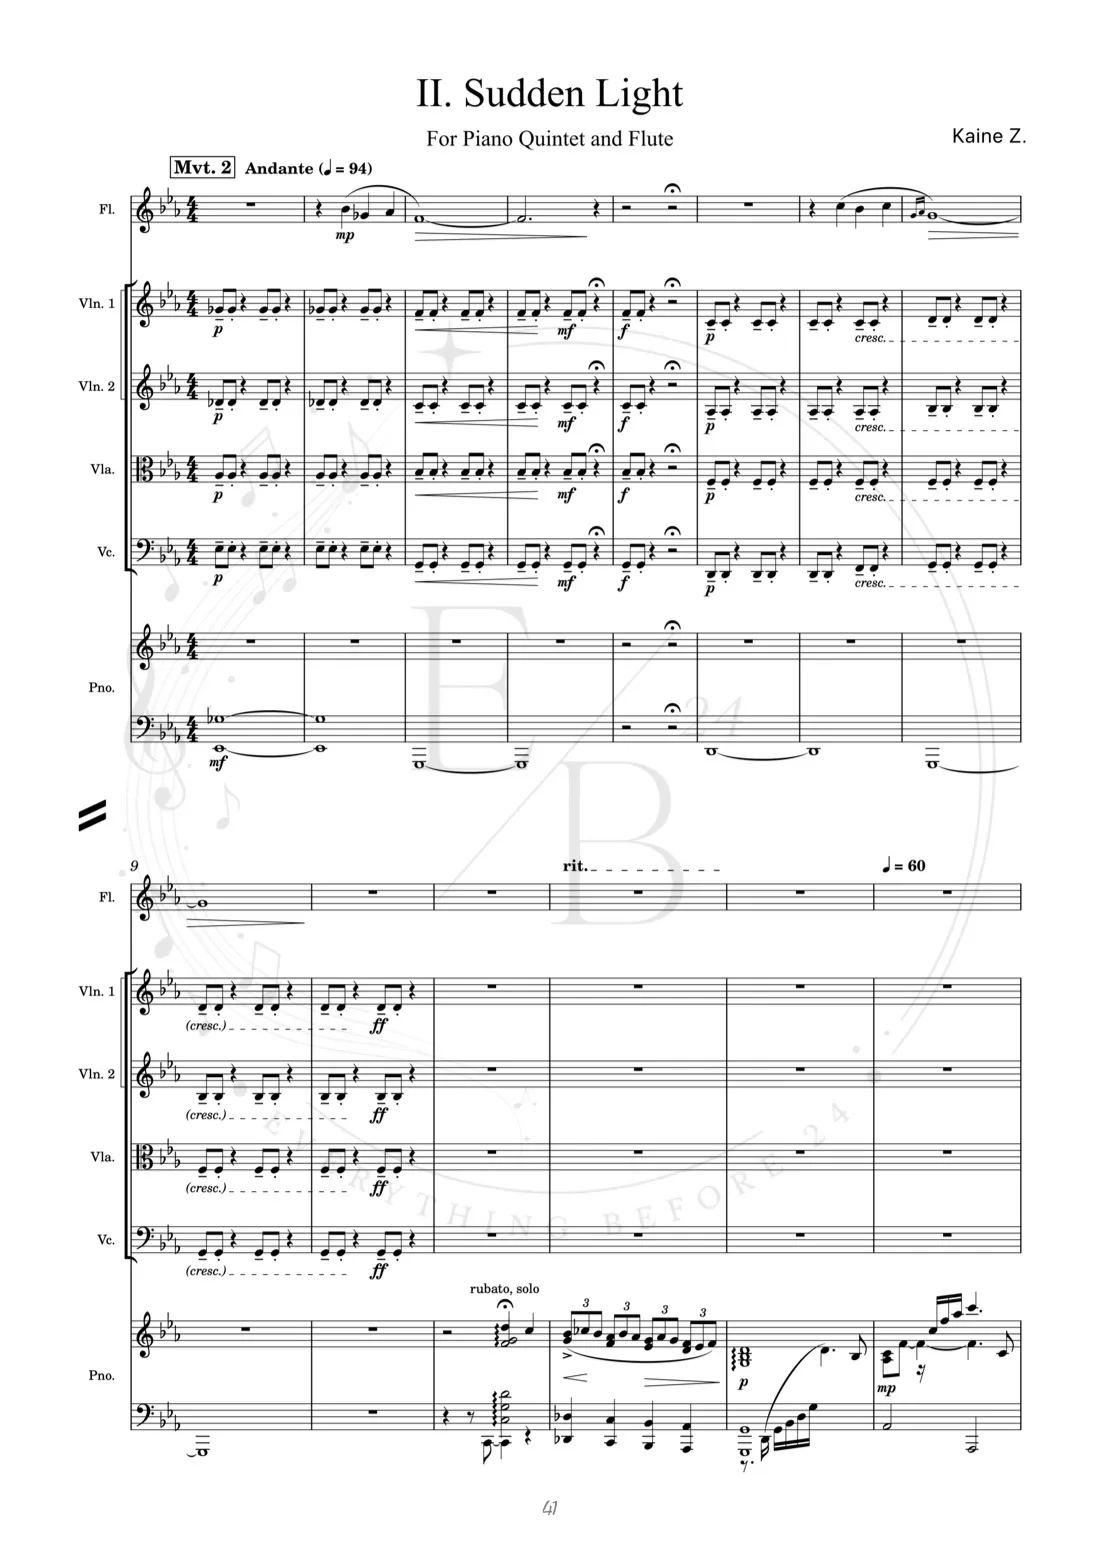 II. Sudden Light
For Piano Quintet and Flute
Kaine Z.
Mvt. 2 Andante (♩ = 94)
Fl.
mp
Vln. 1
p mf f p cresc.
Vln. 2
p mf f p cresc.
Vla.
p mf f p cresc.
Vc.
p mf f p cresc.
Pno.
mf
E
24
B
9 rit. ♩ = 60
Fl.
Vln. 1
(cresc.) ff
Vln. 2
(cresc.) ff
Vla.
(cresc.) ff
Vc.
(cresc.) ff
EVERYTHING BEFORE 24
rubato, solo
3 3 3 3
Pno.
p mp
41